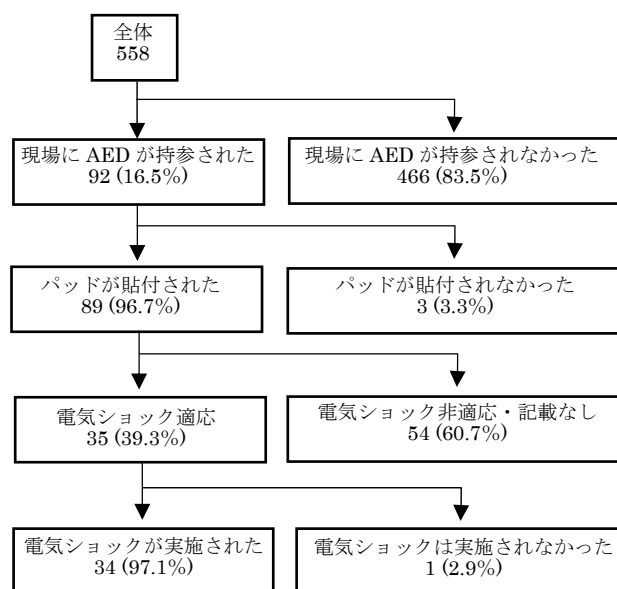 全体
558
現場に AED が持参された
92 (16.5%)
現場に AED が持参されなかった
466 (83.5%)
パッドが貼付された
89 (96.7%)
パッドが貼付されなかった
3 (3.3%)
電気ショック適応
35 (39.3%)
電気ショック非適応・記載なし
54 (60.7%)
電気ショックが実施された
34 (97.1%)
電気ショックは実施されなかった
1 (2.9%)